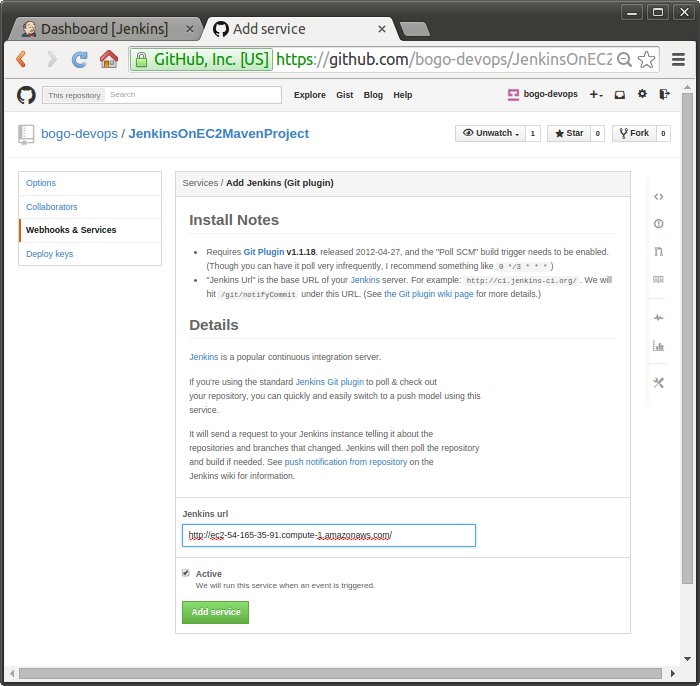 Dashboard [Jenkins]
Add service
GitHub, Inc. [US] https://github.com/bogo-devops/JenkinsOnEC2
This repository Search
Explore Gist Blog Help
bogo-devops
bogo-devops / JenkinsOnEC2MavenProject
Unwatch 1 Star 0 Fork 0
Options
Collaborators
Webhooks & Services
Deploy keys
Services / Add Jenkins (Git plugin)
Install Notes
Requires Git Plugin v1.1.18, released 2012-04-27, and the "Poll SCM" build trigger needs to be enabled.
(Though you can have it poll very infrequently, I recommend something like 0 */3 * * * )
"Jenkins Url" is the base URL of your Jenkins server. For example: http://ci.jenkins-ci.org/ . We will
hit /git/notifyCommit under this URL. (See the Git plugin wiki page for more details.)
Details
Jenkins is a popular continuous integration server.
If you're using the standard Jenkins Git plugin to poll & check out
your repository, you can quickly and easily switch to a push model using this
service.
It will send a request to your Jenkins instance telling it about the
repositories and branches that changed. Jenkins will then poll the repository
and build if needed. See push notification from repository on the
Jenkins wiki for information.
Jenkins url
http://ec2-54-165-35-91.compute-1.amazonaws.com/
Active
We will run this service when an event is triggered.
Add service